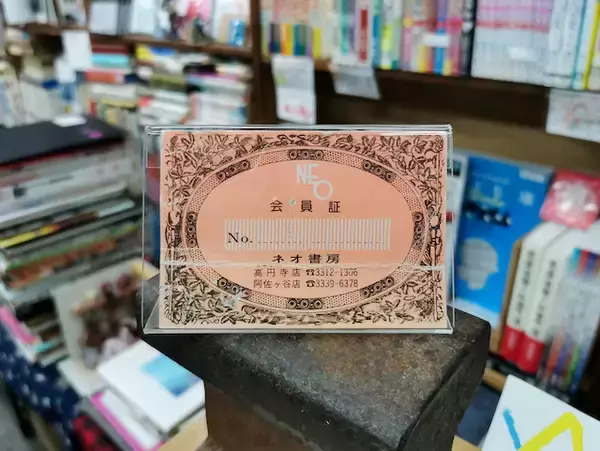 NEO
会員証
No.
ネオ書房
高円寺店 ☎3312-1306
阿佐ヶ谷店 ☎3339-6378